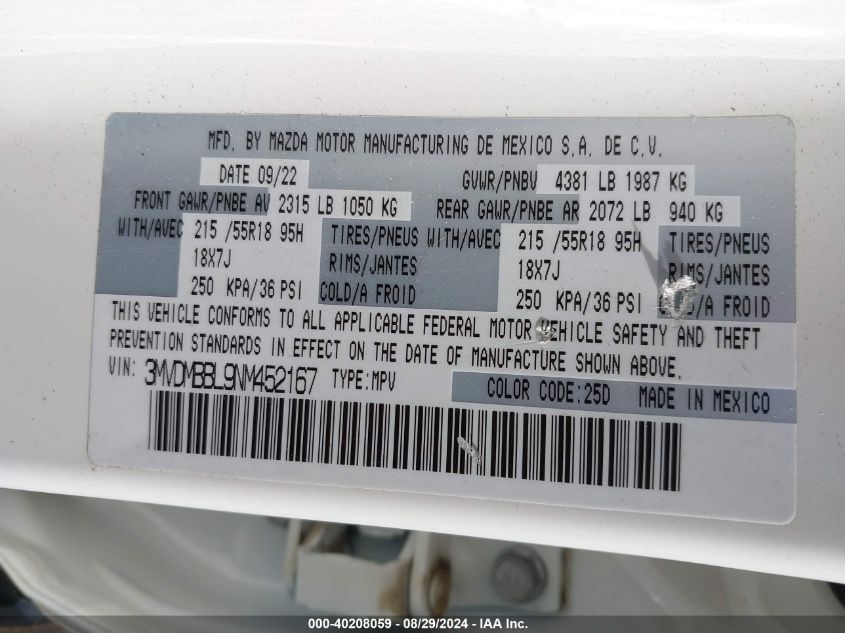 MFD. BY MAZDA MOTOR MANUFACTURING DE MEXICO S.A. DE C.V.
DATE 09/22 GVWR/PNBV 4381 LB 1987 KG
FRONT GAWR/PNBE AV 2315 LB 1050 KG REAR GAWR/PNBE AR 2072 LB 940 KG
WITH/AVEC 215 /55R18 95H TIRES/PNEUS WITH/AVEC 215 /55R18 95H TIRES/PNEUS
18X7J RIMS/JANTES 18X7J RIMS/JANTES
250 KPA/36 PSI COLD/A FROID 250 KPA/36 PSI COLD/A FROID
THIS VEHICLE CONFORMS TO ALL APPLICABLE FEDERAL MOTOR VEHICLE SAFETY AND THEFT
PREVENTION STANDARDS IN EFFECT ON THE DATE OF MANUFACTURE SHOWN ABOVE.
VIN: 3MVDMBBL9NM452167 TYPE:MPV COLOR CODE:25D MADE IN MEXICO
000-40208059 - 08/29/2024 - IAA Inc.